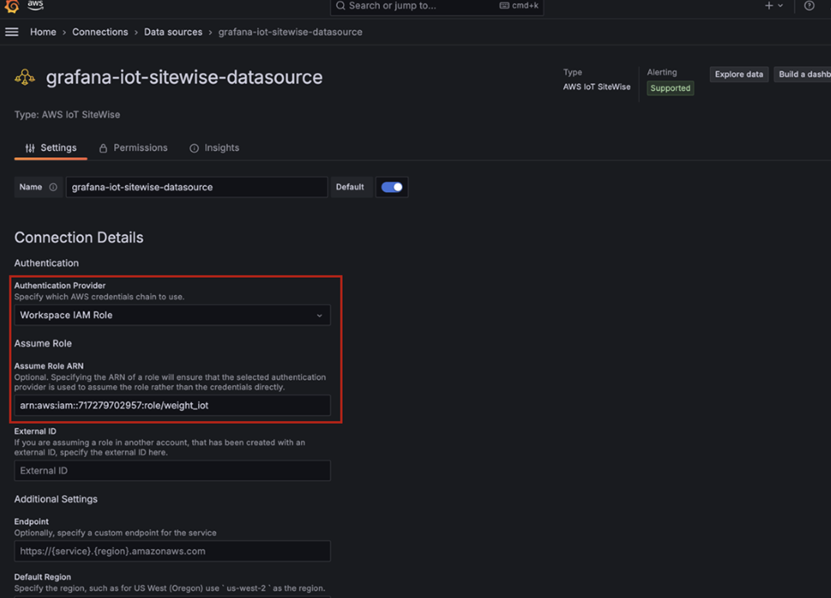 aws
Search or jump to... cmd+k
Home > Connections > Data sources > grafana-iot-sitewise-datasource
grafana-iot-sitewise-datasource
Type
AWS IoT SiteWise
Alerting
Supported
Explore data
Build a dashb
Type: AWS IoT SiteWise
Settings Permissions Insights
Name grafana-iot-sitewise-datasource Default
Connection Details
Authentication
Authentication Provider
Specify which AWS credentials chain to use.
Workspace IAM Role
Assume Role
Assume Role ARN
Optional. Specifying the ARN of a role will ensure that the selected authentication
provider is used to assume the role rather than the credentials directly.
arn:aws:iam::717279702957:role/weight_iot
External ID
If you are assuming a role in another account, that has been created with an
external ID, specify the external ID here.
External ID
Additional Settings
Endpoint
Optionally, specify a custom endpoint for the service
https://{service}.{region}.amazonaws.com
Default Region
Specify the region, such as for US West (Oregon) use ` us-west-2 ` as the region.